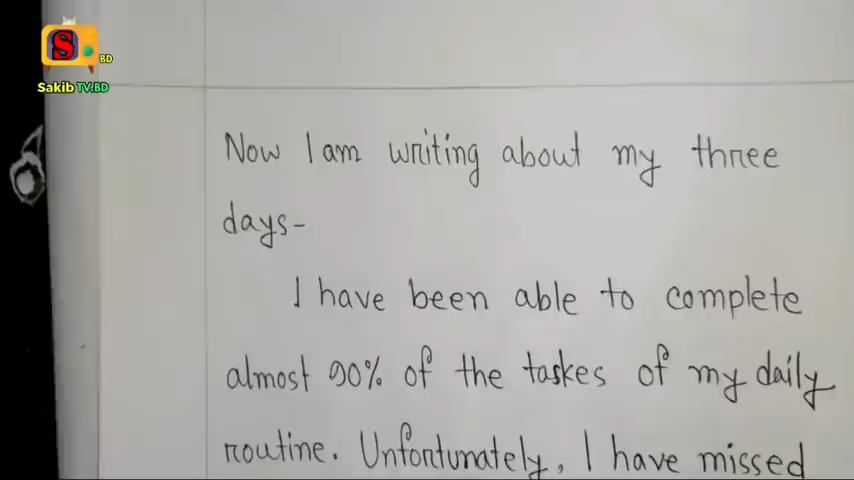 S
BD
Sakib TV.BD
Now I am writing about my three
days-
I have been able to complete
almost 90% of the taskes of my daily
routine. Unfortunately, I have missed